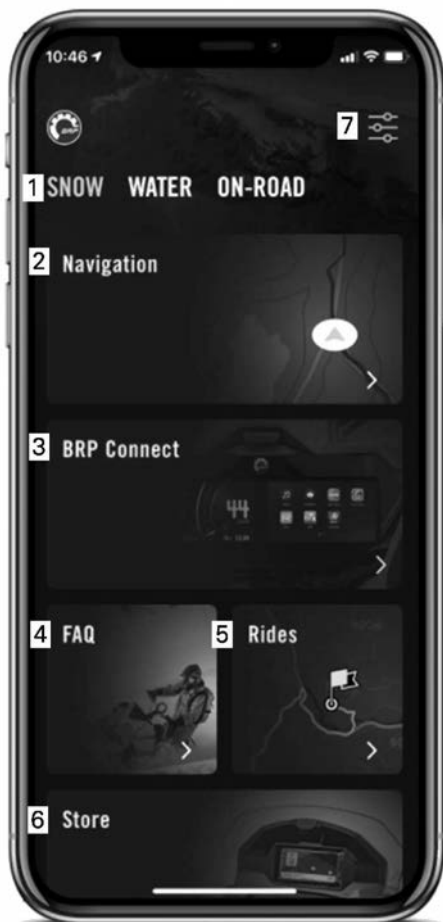 10:46
7
1 SNOW WATER ON-ROAD
2 Navigation
3 BRP Connect
44
4 FAQ
5 Rides
6 Store